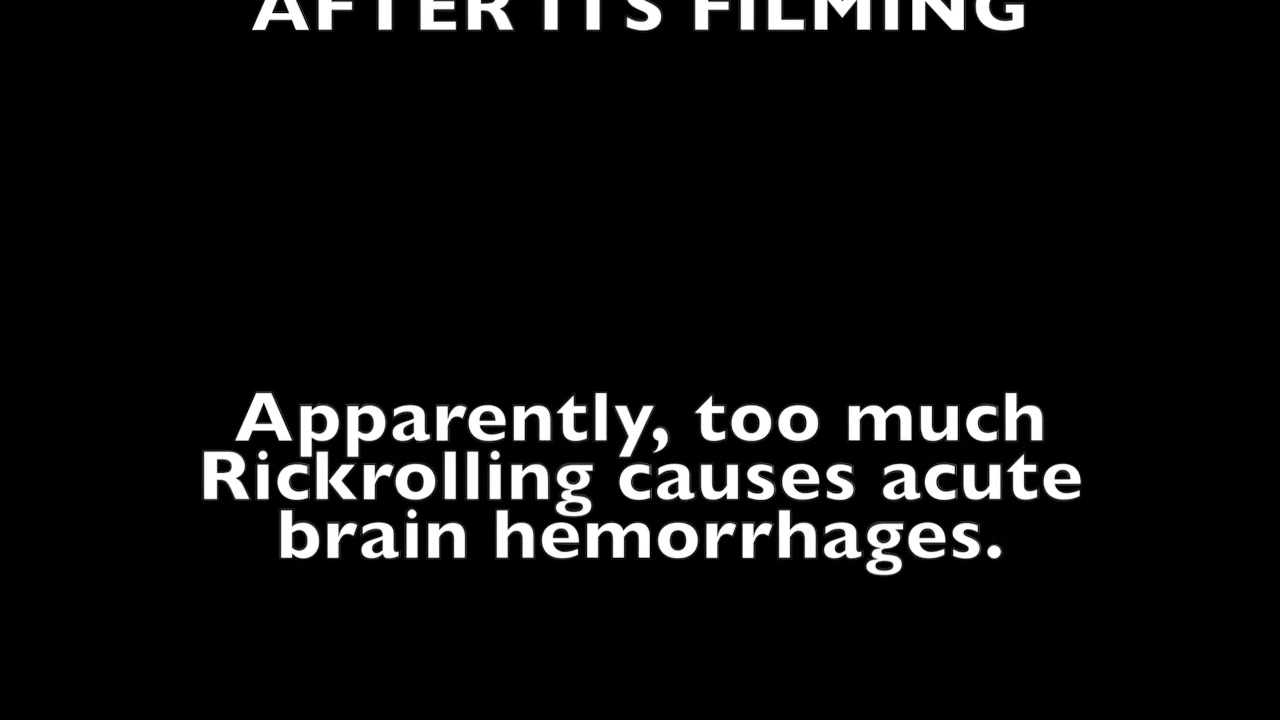 AFTER ITS FILMING
Apparently, too much
Rickrolling causes acute
brain hemorrhages.